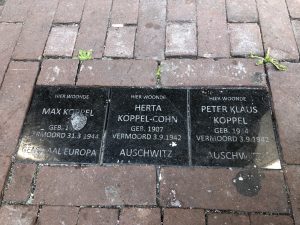 HIER WOONDE
MAX KOPPEL
GEB.
VERMOORD 31.3.1944
EUROPA
HIER WOONDE
HERTA
KOPPEL-COHN
GEB. 1907
VERMOORD 3.9.1942
AUSCHWITZ
HIER WOONDE
PETER KLAUS
KOPPEL
GEB.
VERMOORD 3.9.1942
AUSCHWITZ